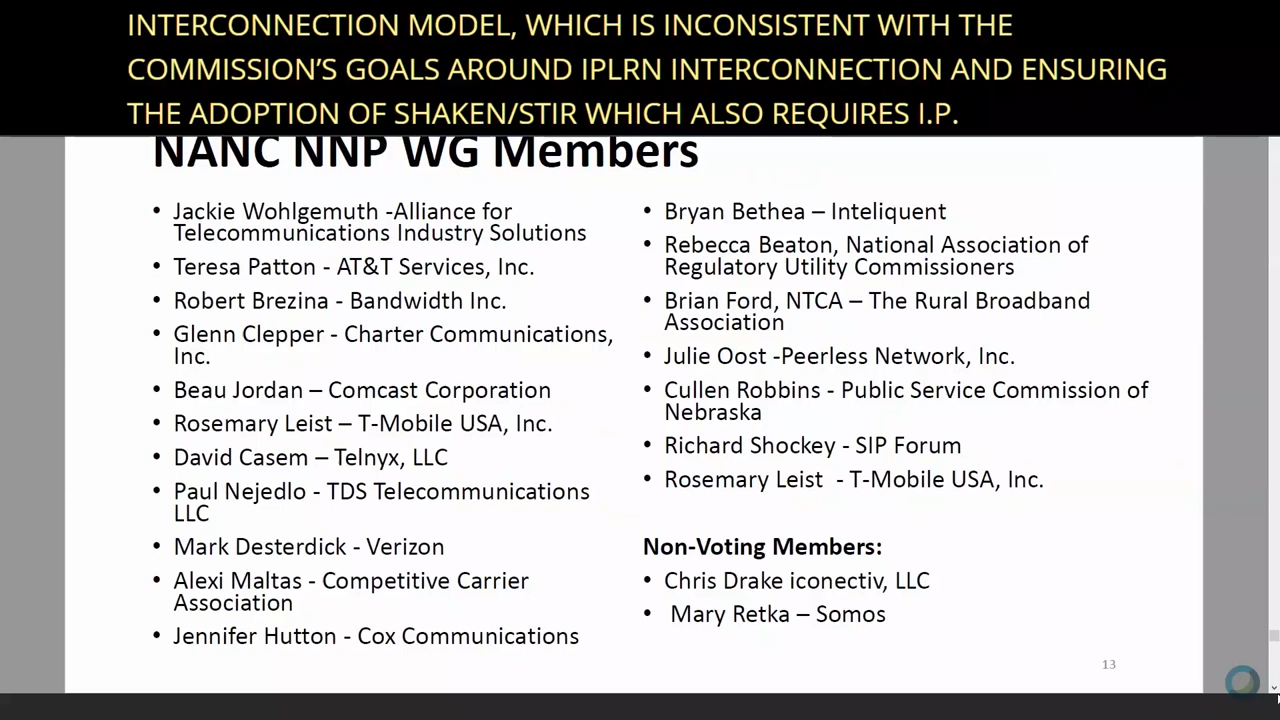 INTERCONNECTION MODEL, WHICH IS INCONSISTENT WITH THE
COMMISSION'S GOALS AROUND IPLRN INTERCONNECTION AND ENSURING
THE ADOPTION OF SHAKEN/STIR WHICH ALSO REQUIRES I.P.
NANC NNP WG Members
• Jackie Wohlgemuth -Alliance for
Telecommunications Industry Solutions
• Teresa Patton - AT&T Services, Inc.
• Robert Brezina - Bandwidth Inc.
• Glenn Clepper - Charter Communications,
Inc.
• Beau Jordan – Comcast Corporation
• Rosemary Leist – T-Mobile USA, Inc.
• David Casem – Telnyx, LLC
• Paul Nejedlo - TDS Telecommunications
LLC
• Mark Desterdick - Verizon
• Alexi Maltas - Competitive Carrier
Association
• Jennifer Hutton - Cox Communications
• Bryan Bethea – Inteliquent
• Rebecca Beaton, National Association of
Regulatory Utility Commissioners
• Brian Ford, NTCA – The Rural Broadband
Association
• Julie Oost -Peerless Network, Inc.
• Cullen Robbins - Public Service Commission of
Nebraska
• Richard Shockey - SIP Forum
• Rosemary Leist - T-Mobile USA, Inc.
Non-Voting Members:
• Chris Drake iconectiv, LLC
• Mary Retka – Somos
13